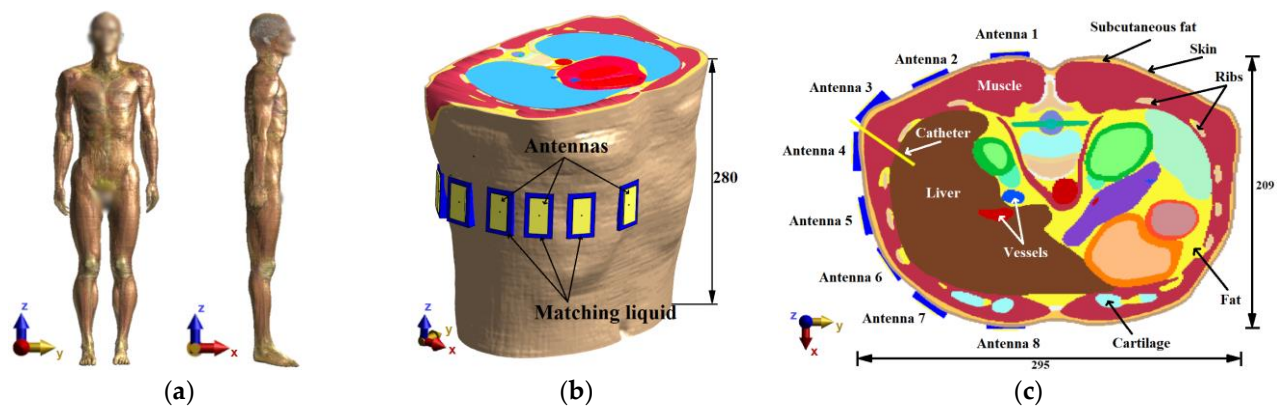 z
y
z
x
(a)
Antennas
280
Matching liquid
z
y
x
(b)
Antenna 1
Subcutaneous fat
Antenna 2
Skin
Antenna 3
Muscle
Ribs
Catheter
Antenna 4
Liver
209
Antenna 5
Vessels
Antenna 6
Fat
Antenna 7
z
y
x
Antenna 8
Cartilage
295
(c)